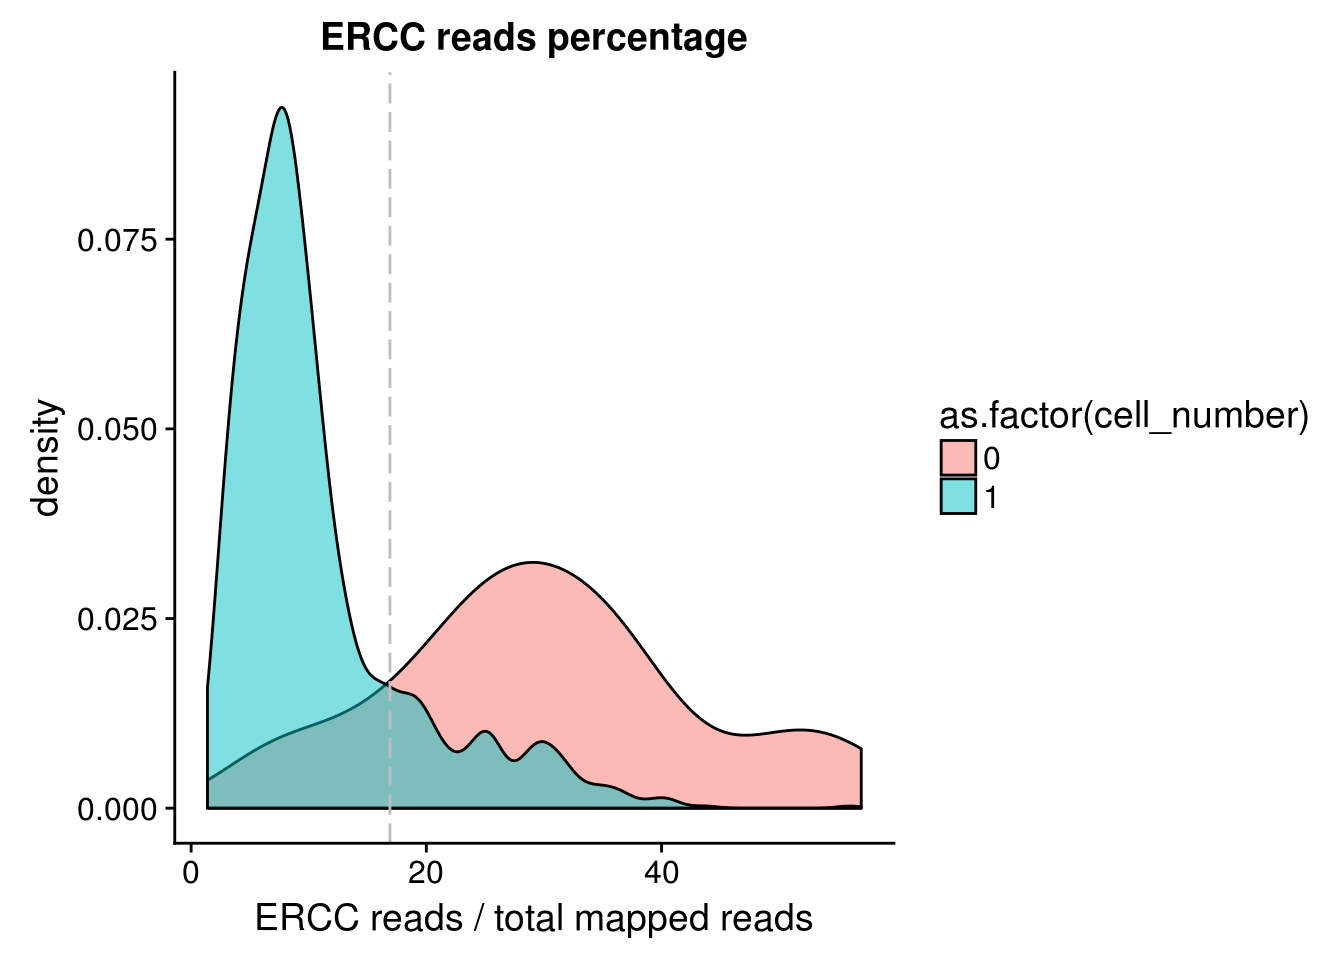 ERCC reads percentage
density
0.075
0.050
0.025
0.000
0 20 40
ERCC reads / total mapped reads
as.factor(cell_number)
0
1